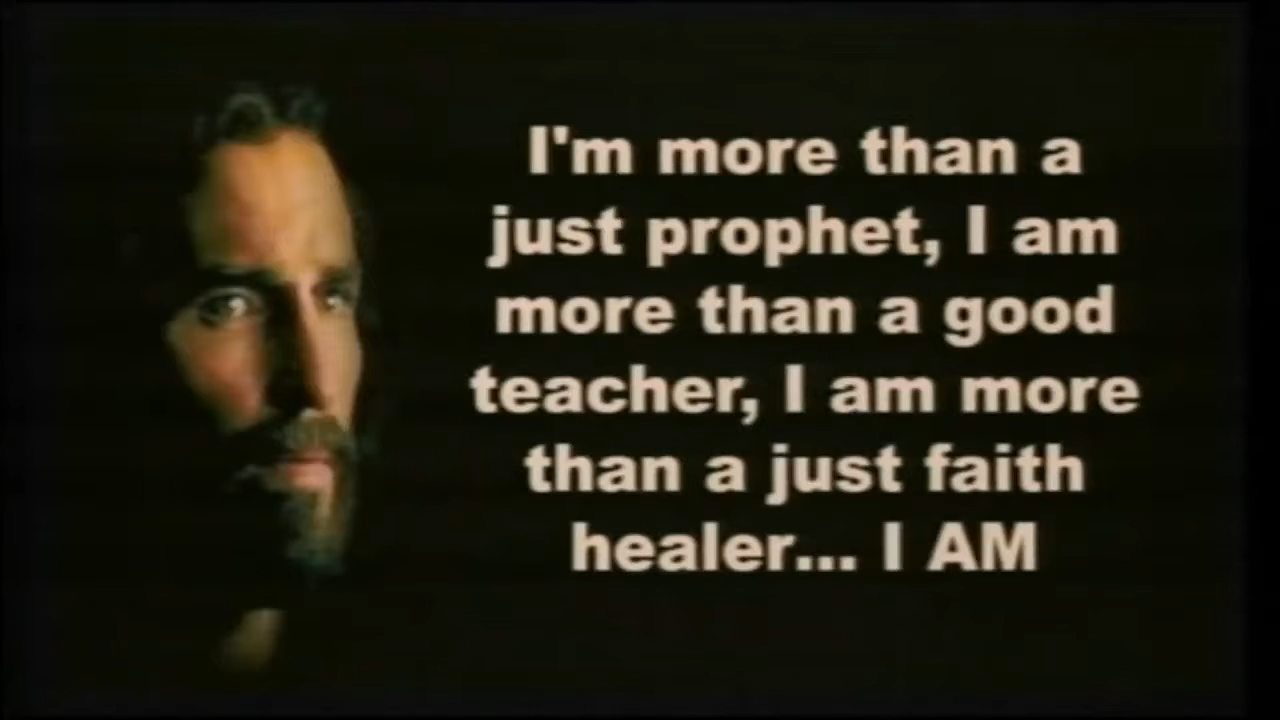 I'm more than a
just prophet, I am
more than a good
teacher, I am more
than a just faith
healer... I AM